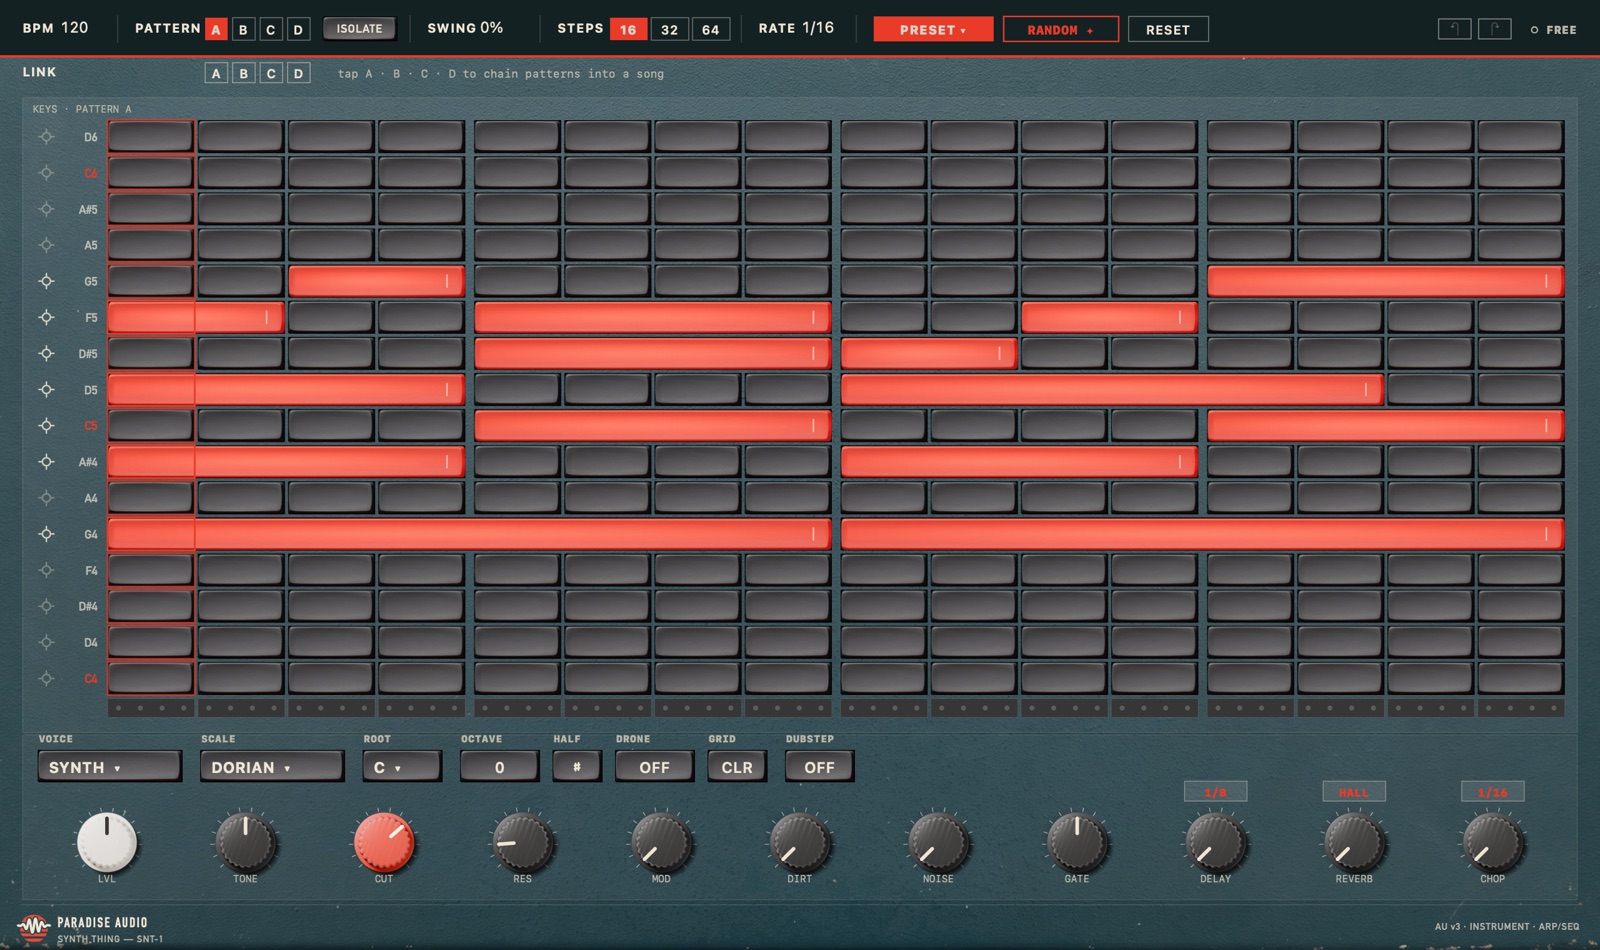 BPM 120 PATTERN A B C D ISOLATE SWING 0% STEPS 16 32 64 RATE 1/16 PRESET ▾ RANDOM + RESET FREE
LINK A B C D tap A · B · C · D to chain patterns into a song
KEYS · PATTERN A
D6
C6
A#5
A5
G5
F5
D#5
D5
C5
A#4
A4
G4
F4
D#4
D4
C4
VOICE SCALE ROOT OCTAVE HALF DRONE GRID DUBSTEP
SYNTH ▾ DORIAN ▾ C ▾ 0 # OFF CLR OFF
1/8 HALL 1/16
LVL TONE CUT RES MOD DIRT NOISE GATE DELAY REVERB CHOP
PARADISE AUDIO
SYNTH.THING — SNT-1
AU v3 · INSTRUMENT · ARP/SEQ